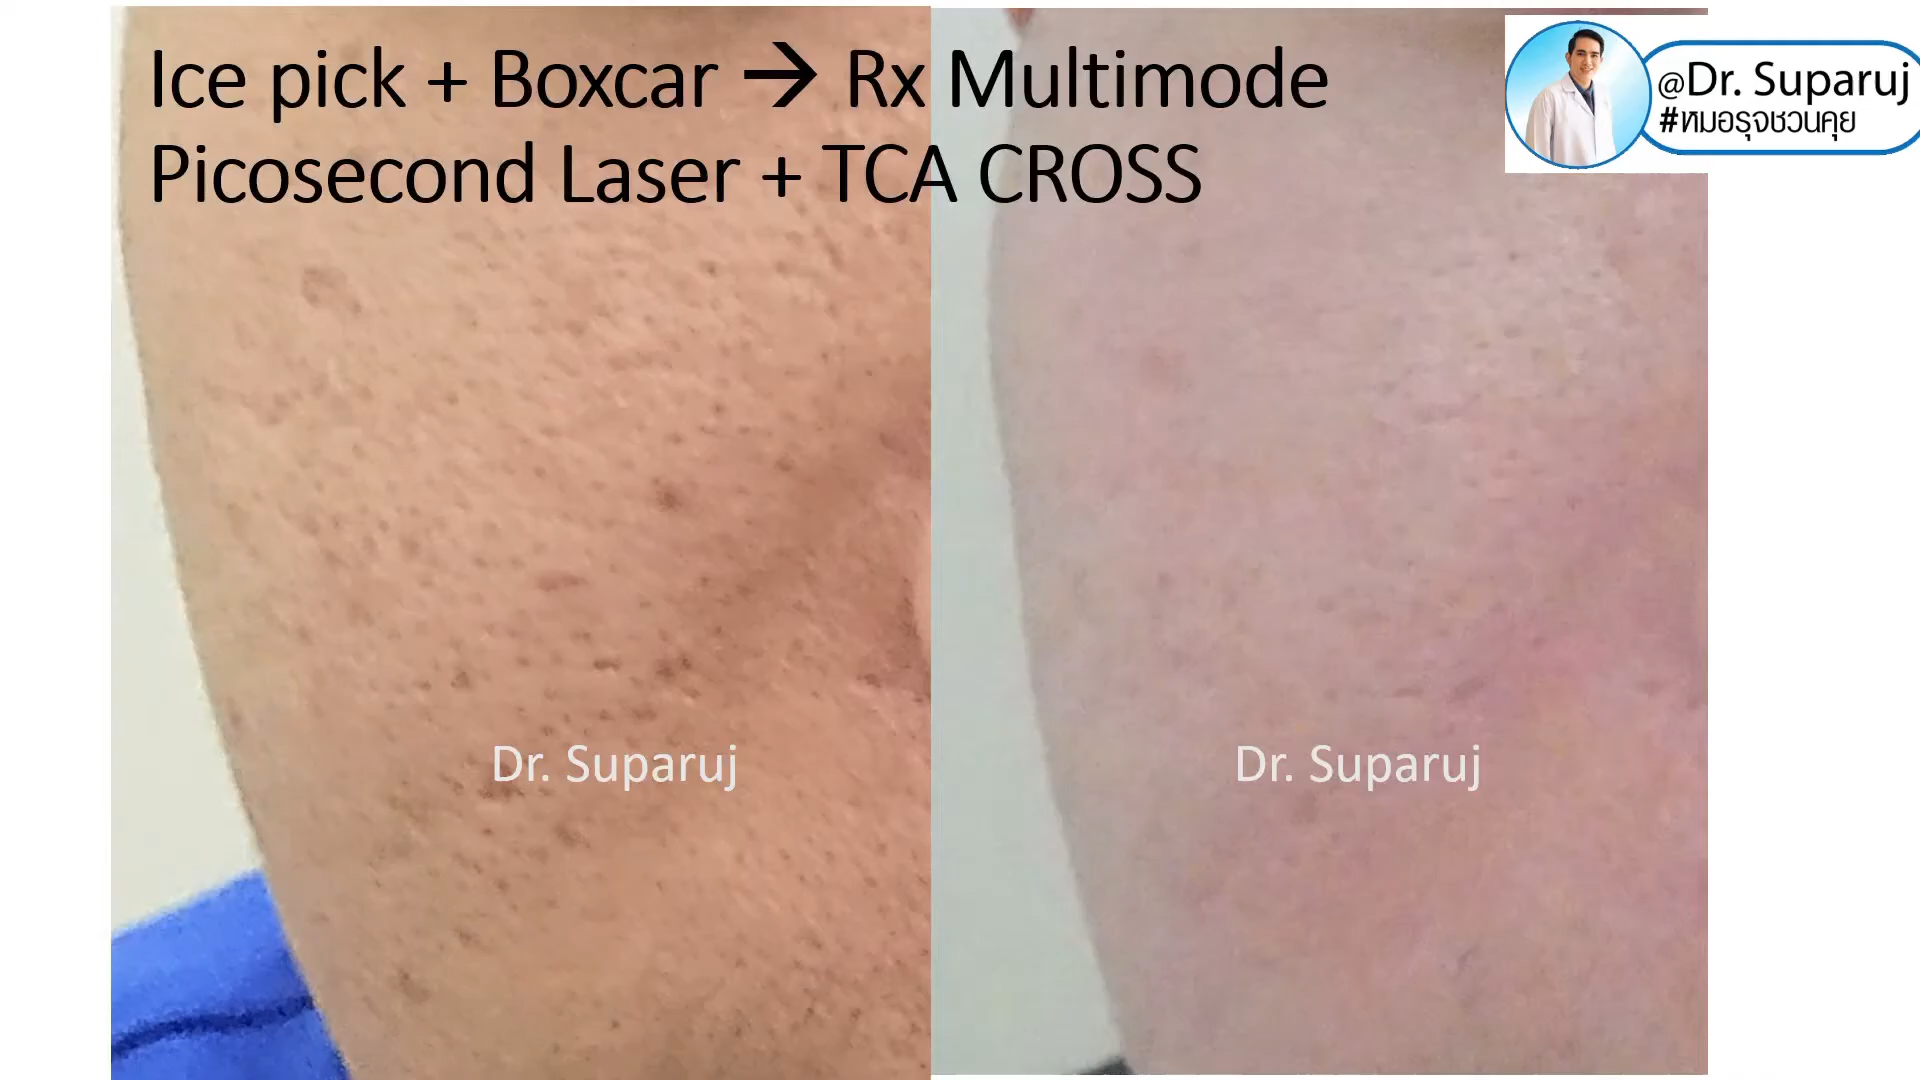 Ice pick + Boxcar → Rx Multimode
Picosecond Laser + TCA CROSS
@Dr. Suparuj
#หมอรุจชวนคุย
Dr. Suparuj
Dr. Suparuj